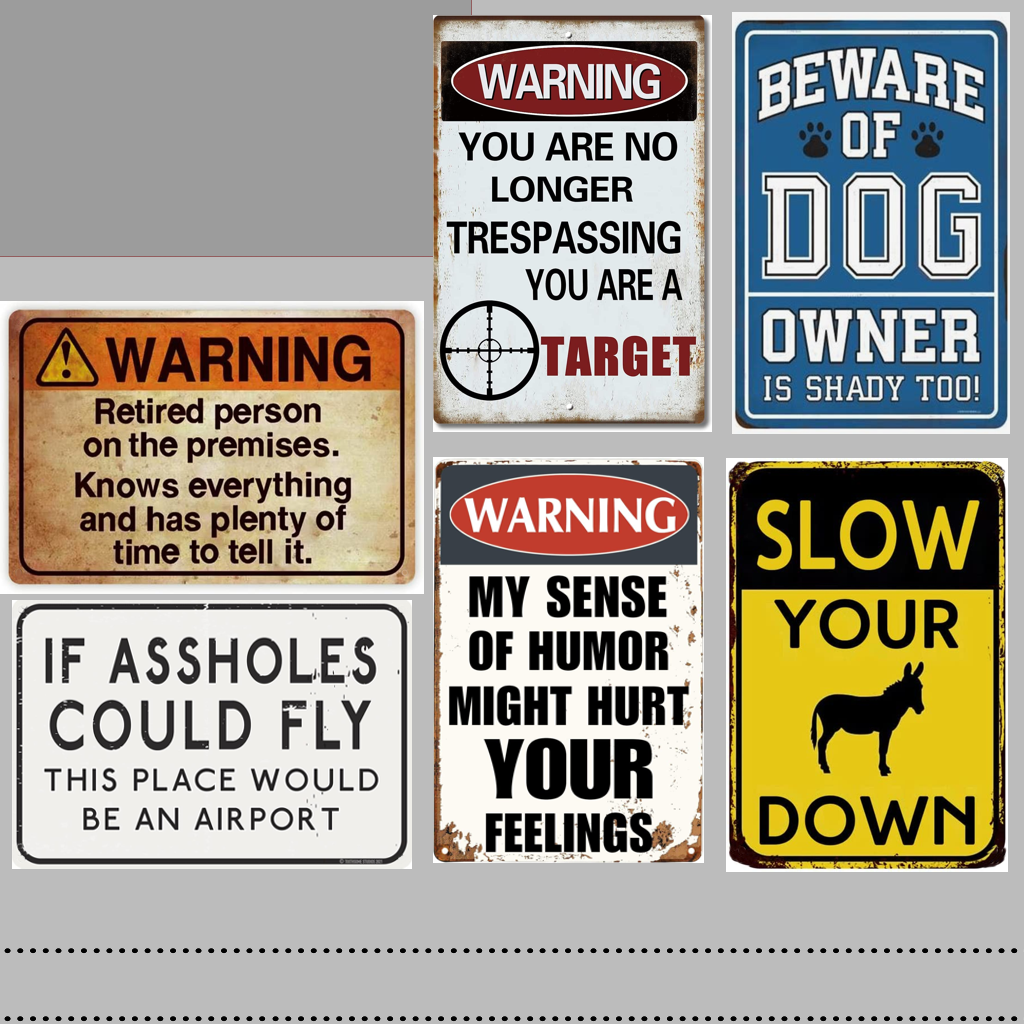 WARNING
YOU ARE NO
LONGER
TRESPASSING
YOU ARE A
TARGET
BEWARE
OF
DOG
OWNER
IS SHADY TOO!
WARNING
Retired person
on the premises.
Knows everything
and has plenty of
time to tell it.
WARNING
MY SENSE
OF HUMOR
MIGHT HURT
YOUR
FEELINGS
SLOW
YOUR
DOWN
IF ASSHOLES
COULD FLY
THIS PLACE WOULD
BE AN AIRPORT